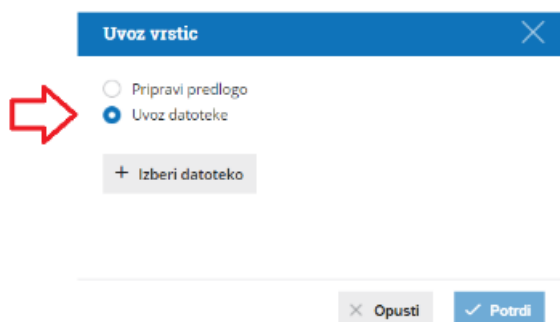 Uvoz vrstic
Pripravi predlogo
Uvoz datoteke
+ Izberi datoteko
Opusti
Potrdi